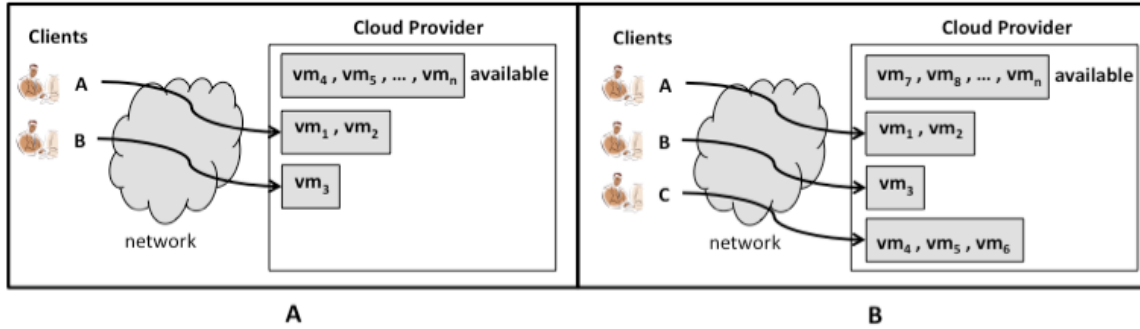 Cloud Provider
Clients
vm4 , vm5 , ... , vmn available
A
vm1 , vm2
B
vm3
network
A
Cloud Provider
Clients
vm7 , vm8 , ... , vmn available
A
vm1 , vm2
B
vm3
C
vm4 , vm5 , vm6
network
B